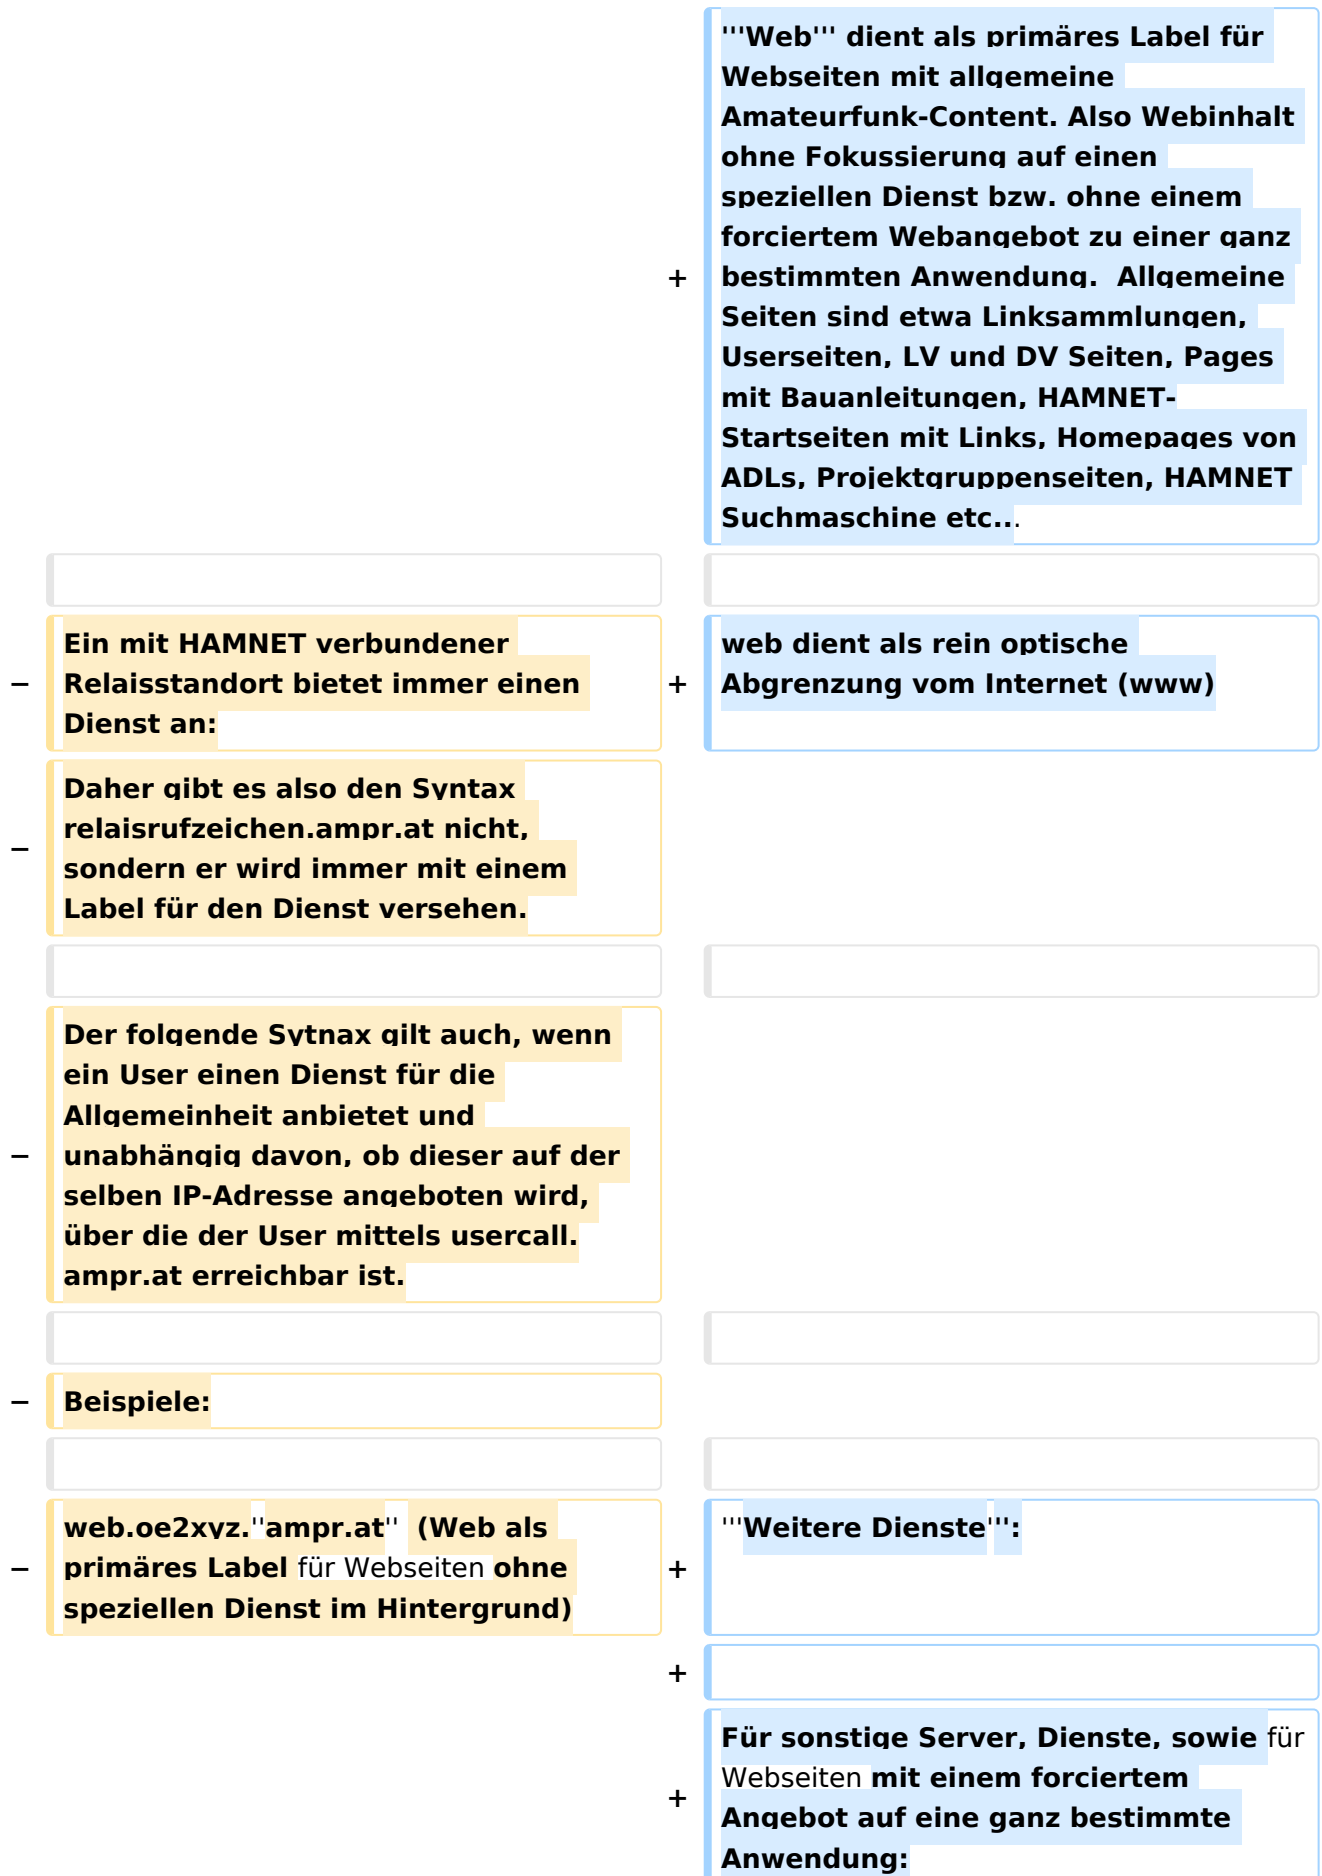 '''Web''' dient als primäres Label für
Webseiten mit allgemeine
Amateurfunk-Content. Also Webinhalt
ohne Fokussierung auf einen
speziellen Dienst bzw. ohne einem
forciertem Webangebot zu einer ganz
+ bestimmten Anwendung.  Allgemeine
Seiten sind etwa Linksammlungen,
Userseiten, LV und DV Seiten, Pages
mit Bauanleitungen, HAMNET-
Startseiten mit Links, Homepages von
ADLs, Projektgruppenseiten, HAMNET
Suchmaschine etc...
Ein mit HAMNET verbundener
− Relaisstandort bietet immer einen
Dienst an:
web dient als rein optische
+ Abgrenzung vom Internet (www)
Daher gibt es also den Syntax
relaisrufzeichen.ampr.at nicht,
− sondern er wird immer mit einem
Label für den Dienst versehen.
Der folgende Sytnax gilt auch, wenn
ein User einen Dienst für die
Allgemeinheit anbietet und
− unabhängig davon, ob dieser auf der
selben IP-Adresse angeboten wird,
über die der User mittels usercall.
ampr.at erreichbar ist.
− Beispiele:
web.oe2xyz.''ampr.at''  (Web als
− primäres Label für Webseiten ohne
speziellen Dienst im Hintergrund)
'''Weitere Dienste''':
+
+
Für sonstige Server, Dienste, sowie für
Webseiten mit einem forciertem
+ Angebot auf eine ganz bestimmte
Anwendung: